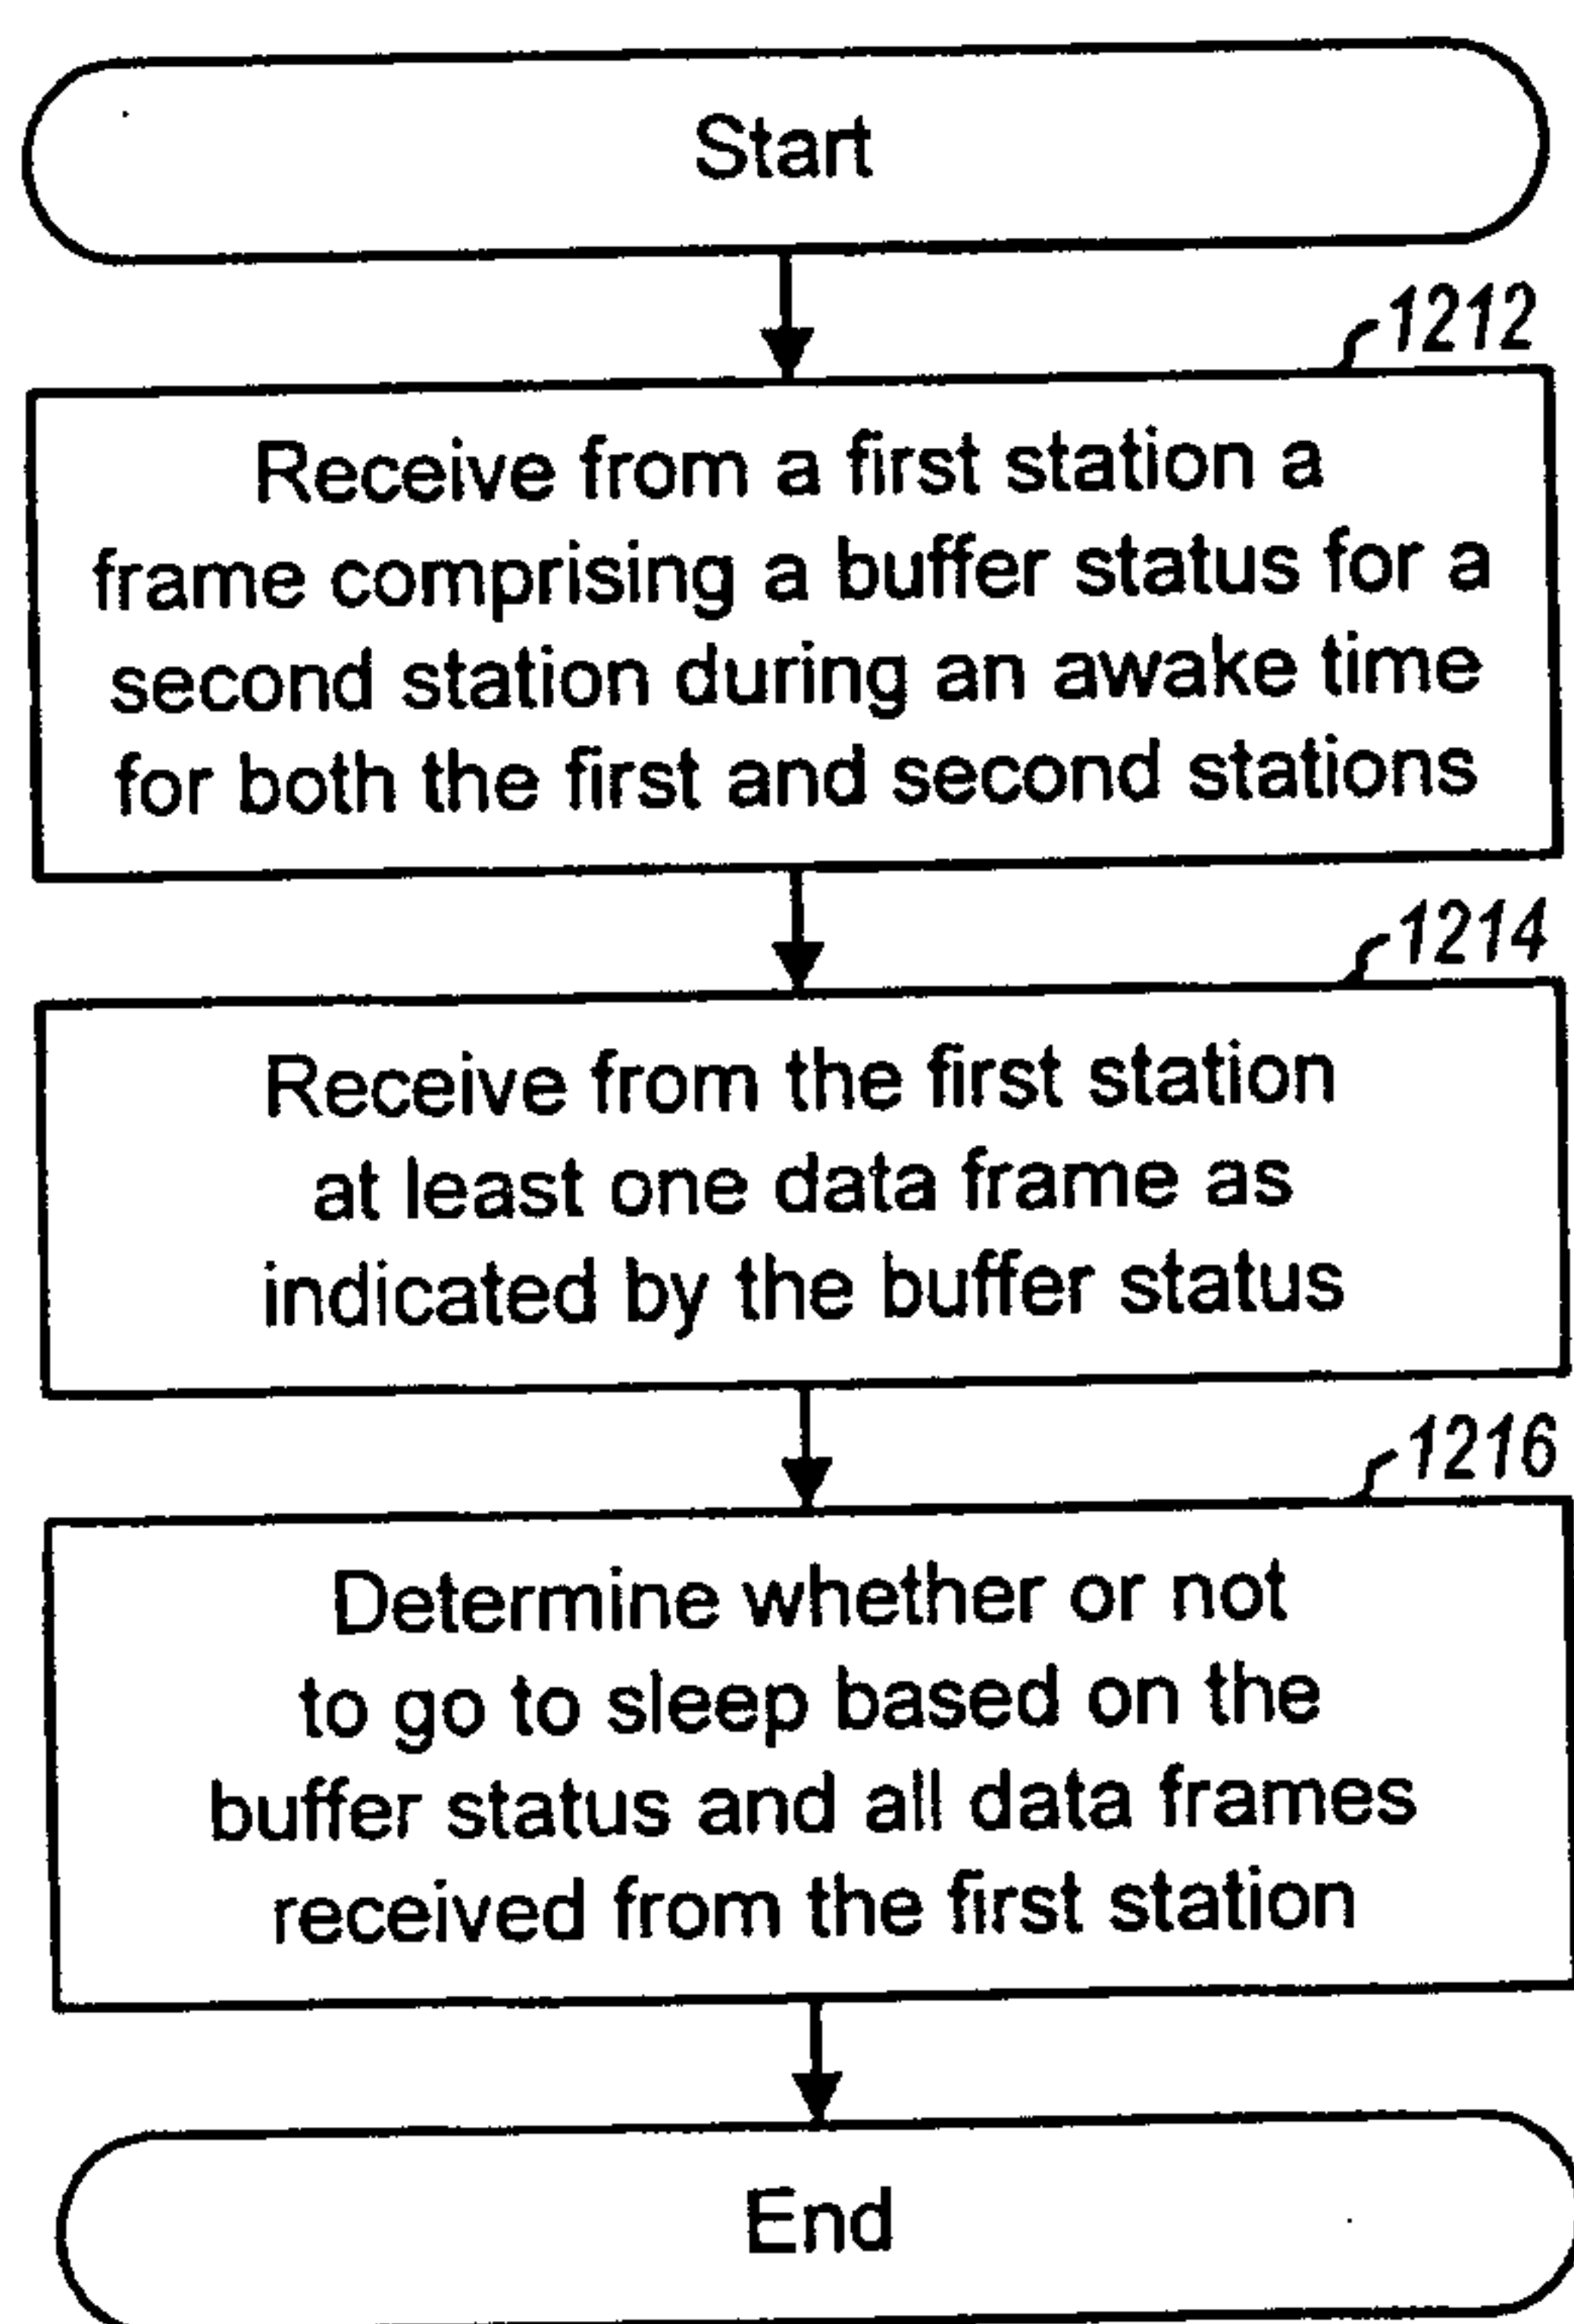 Start
1212
Receive from a first station a
frame comprising a buffer status for a
second station during an awake time
for both the first and second stations
1214
Receive from the first station
at least one data frame as
indicated by the buffer status
1216
Determine whether or not
to go to sleep based on the
buffer status and all data frames
received from the first station
End